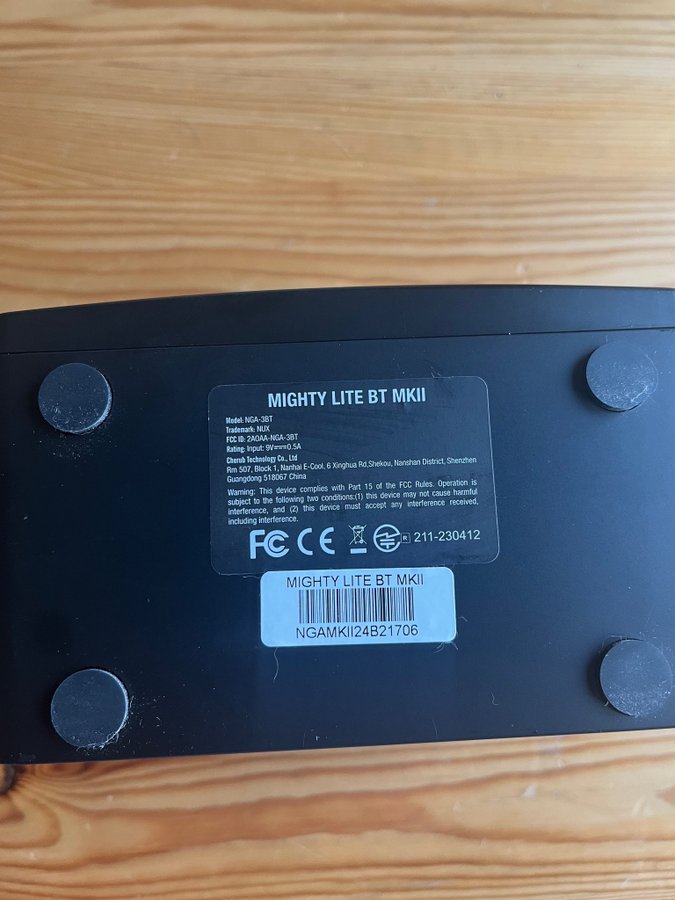 MIGHTY LITE BT MKII
Model: NGA-3BT
Trademark: NUX
FCC ID: 2AOAA-NGA-3BT
Rating: Input: 9V⎓0.5A
Cherub Technology Co., Ltd
Rm 507, Block 1, Nanhai E-Cool, 6 Xinghua Rd,Shekou, Nanshan District, Shenzhen
Guangdong 518067 China
Warning: This device complies with Part 15 of the FCC Rules. Operation is
subject to the following two conditions:(1) this device may not cause harmful
interference, and (2) this device must accept any interference received,
including interference.
FC CE R 211-230412
MIGHTY LITE BT MKII
NGAMKII24B21706